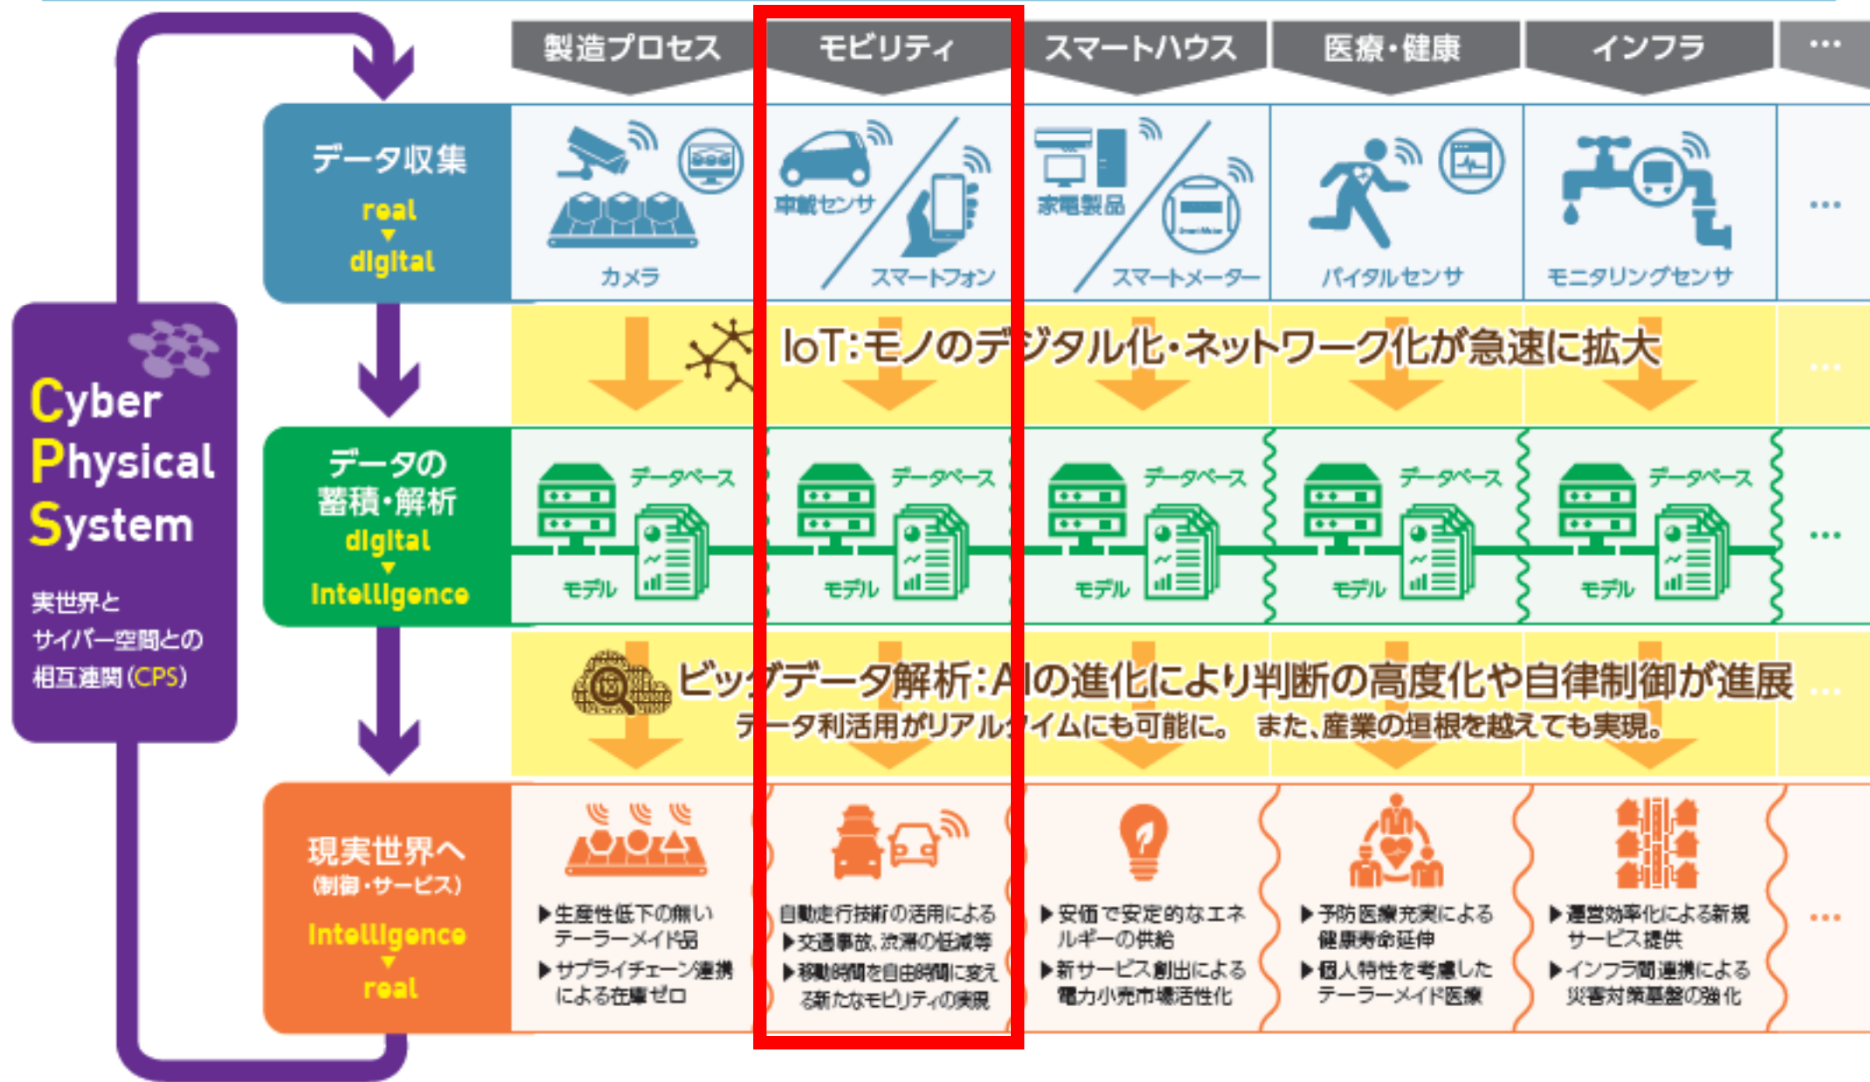 製造プロセス
モビリティ
スマートハウス
医療・健康
インフラ
…
データ収集
real
▼
digital
カメラ
車載センサ
スマートフォン
家電製品
スマートメーター
バイタルセンサ
モニタリングセンサ
…
IoT:モノのデジタル化・ネットワーク化が急速に拡大
…
Cyber
Physical
System
実世界と
サイバー空間との
相互連関(CPS)
データの
蓄積・解析
digital
▼
Intelligence
データベース
モデル
データベース
モデル
データベース
モデル
データベース
モデル
データベース
モデル
…
ビッグデータ解析:AIの進化により判断の高度化や自律制御が進展
データ利活用がリアルタイムにも可能に。 また、産業の垣根を越えても実現。
…
現実世界へ
(制御・サービス)
Intelligence
▼
real
▶生産性低下の無い
テーラーメイド品
▶サプライチェーン連携
による在庫ゼロ
自動走行技術の活用による
▶交通事故、渋滞の低減等
▶移動時間を自由時間に変え
る新たなモビリティの実現
▶安価で安定的なエネ
ルギーの供給
▶新サービス創出による
電力小売市場活性化
▶予防医療充実による
健康寿命延伸
▶個人特性を考慮した
テーラーメイド医療
▶運営効率化による新規
サービス提供
▶インフラ間連携による
災害対策基盤の強化
…